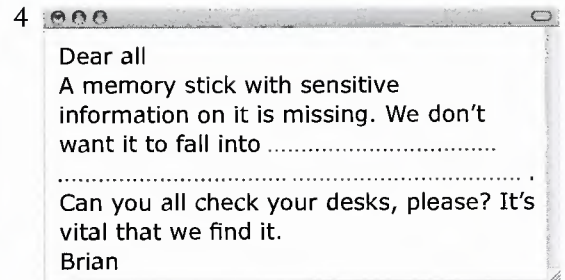 4
Dear all
A memory stick with sensitive
information on it is missing. We don't
want it to fall into ................................
.............................. ................................ .
Can you all check your desks, please? It's
vital that we find it.
Brian